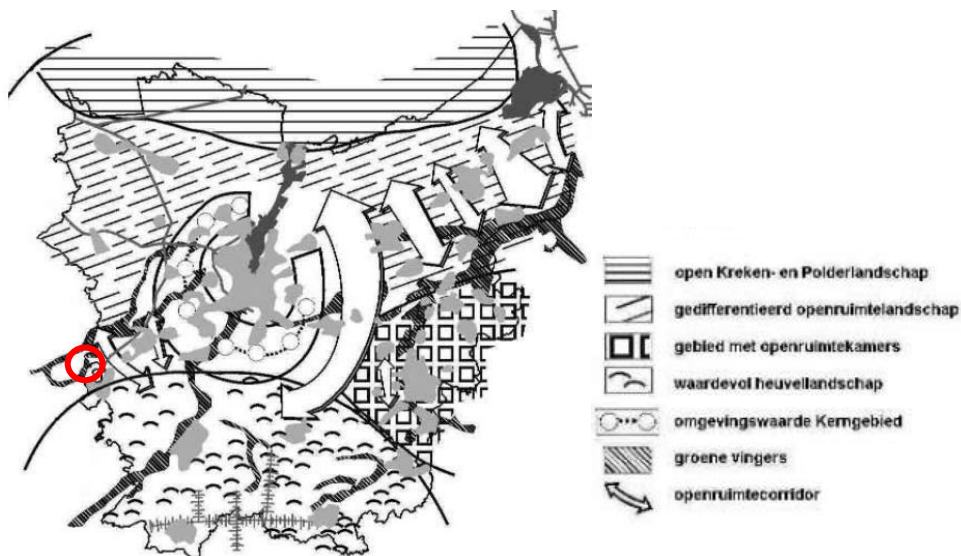 open Kreken- en Polderlandschap
gedifferentieerd openruimtelandschap
gebied met openruimtekamers
waardevol heuvellandschap
omgevingswaarde Kerngebied
groene vingers
openruimtecorridor